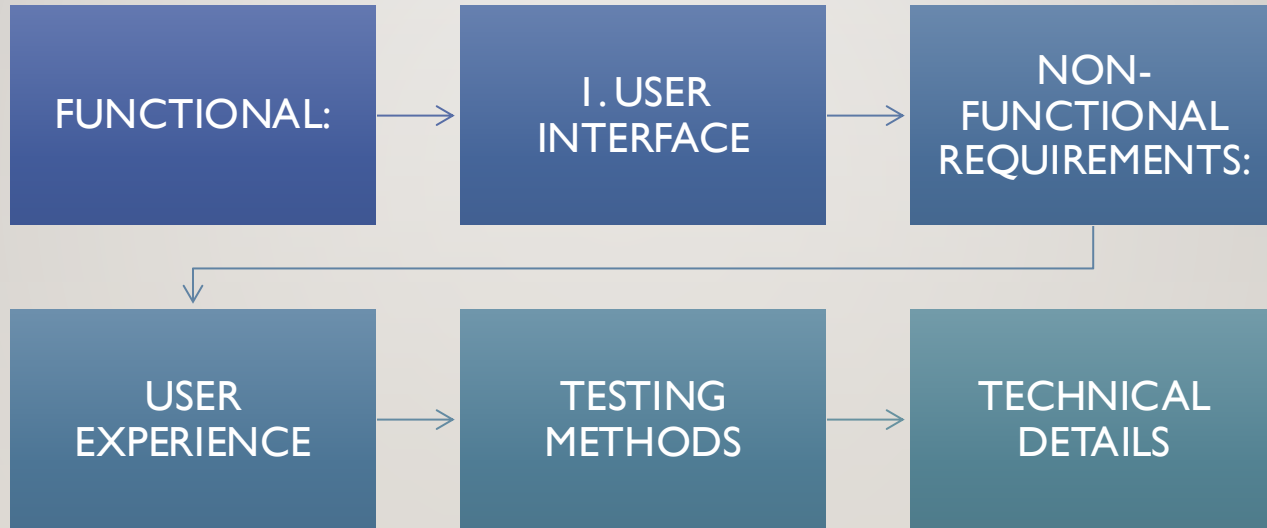 FUNCTIONAL:
1. USER
INTERFACE
NON-
FUNCTIONAL
REQUIREMENTS:
USER
EXPERIENCE
TESTING
METHODS
TECHNICAL
DETAILS